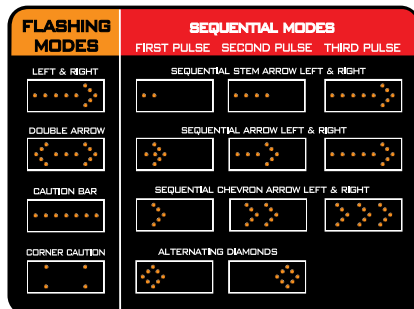 FLASHING
MODES
LEFT & RIGHT
DOUBLE ARROW
CAUTION BAR
CORNER CAUTION
SEQUENTIAL MODES
FIRST PULSE SECOND PULSE THIRD PULSE
SEQUENTIAL STEM ARROW LEFT & RIGHT
SEQUENTIAL ARROW LEFT & RIGHT
SEQUENTIAL CHEVRON ARROW LEFT & RIGHT
ALTERNATING DIAMONDS